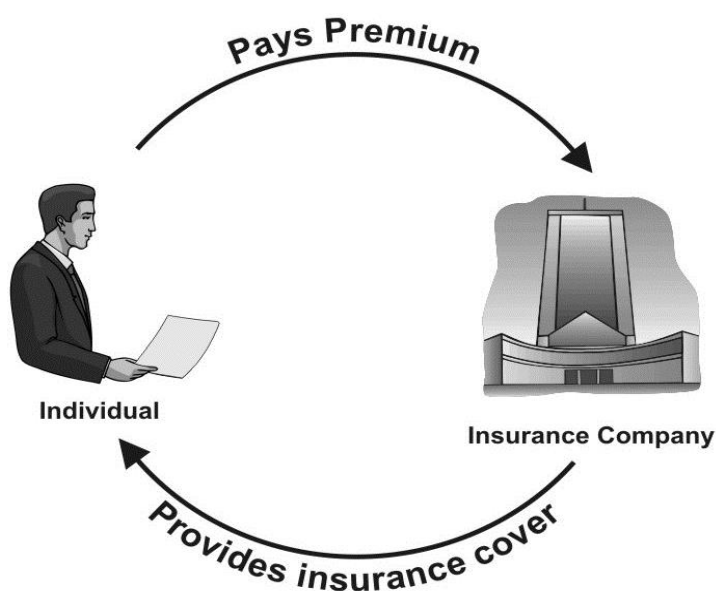 Pays Premium
Individual
Insurance Company
Provides insurance cover